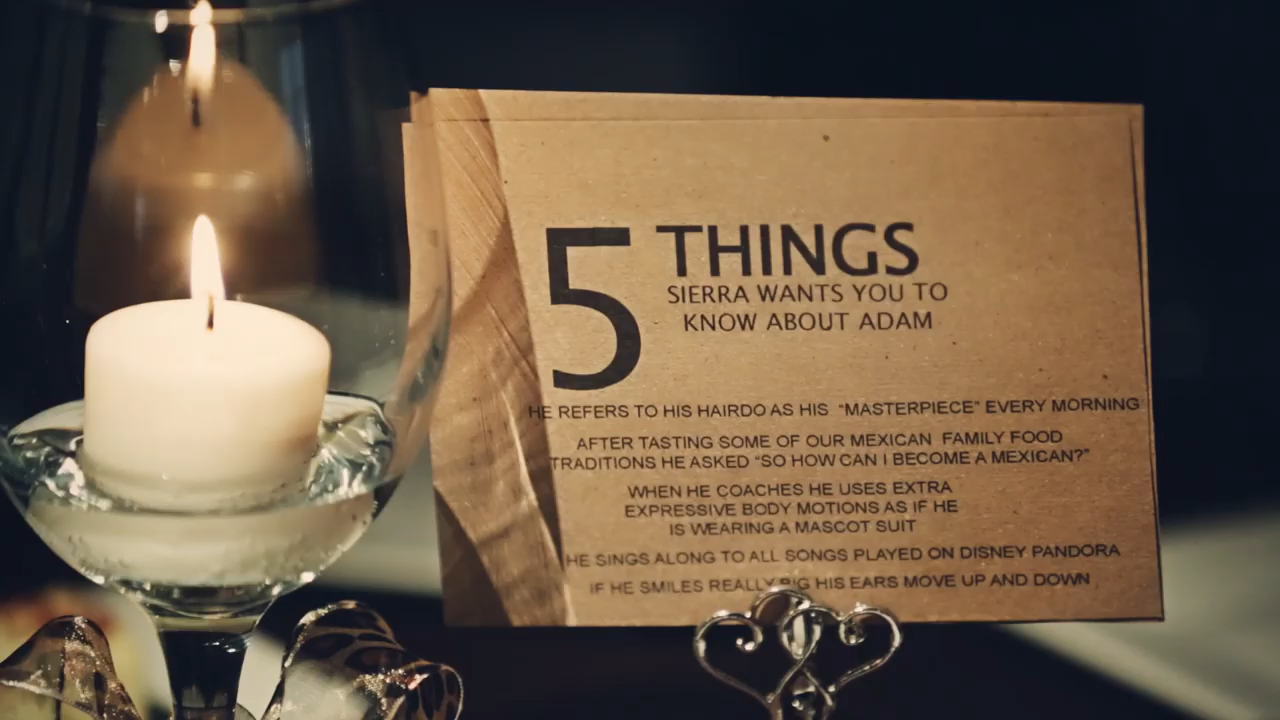 5 THINGS
SIERRA WANTS YOU TO
KNOW ABOUT ADAM
HE REFERS TO HIS HAIRDO AS HIS "MASTERPIECE" EVERY MORNING
AFTER TASTING SOME OF OUR MEXICAN FAMILY FOOD
TRADITIONS HE ASKED "SO HOW CAN I BECOME A MEXICAN?"
WHEN HE COACHES HE USES EXTRA
EXPRESSIVE BODY MOTIONS AS IF HE
IS WEARING A MASCOT SUIT
HE SINGS ALONG TO ALL SONGS PLAYED ON DISNEY PANDORA
IF HE SMILES REALLY BIG HIS EARS MOVE UP AND DOWN